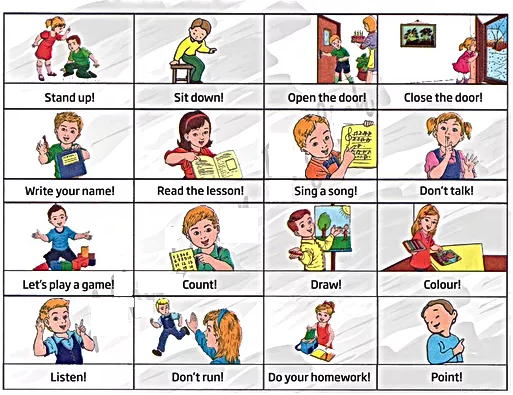 Stand up!
Sit down!
Open the door!
Close the door!
Write your name!
Read the lesson!
Sing a song!
Don't talk!
Let's play a game!
Count!
Draw!
Colour!
Listen!
Don't run!
Do your homework!
Point!